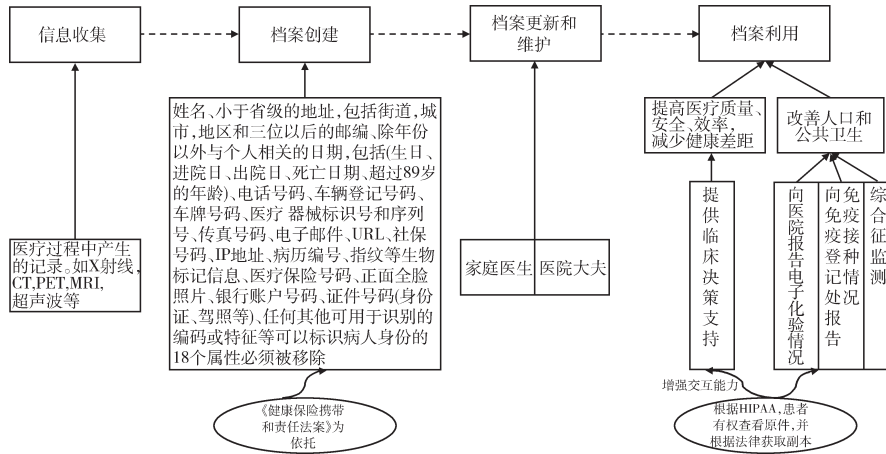 信息收集
档案创建
档案更新和
维护
档案利用
姓名、小于省级的地址,包括街道,城
市,地区和三位以后的邮编、除年份
以外与个人相关的日期,包括(生日、
进院日、出院日、死亡日期、超过89岁
的年龄)、电话号码、车辆登记号码、
车牌号码、医疗 器械标识号和序列
号、传真号码、电子邮件、URL、社保
号码、IP地址、病历编号、指纹等生物
标记信息、医疗保险号码、正面全脸
照片、银行账户号码、证件号码(身份
证、驾照等)、任何其他可用于识别的
编码或特征等可以标识病人身份的
18个属性必须被移除
医疗过程中产生
的记录。如X射线,
CT,PET,MRI,
超声波等
家庭医生
医院大夫
提高医疗质量、
安全、效率,
减少健康差距
改善人口和
公共卫生
提供临床决策支持
向医院报告电子化验情况
向免疫登记处报告
免疫接种情况
综合征监测
《健康保险携带
和责任法案》为
依托
增强交互能力
根据HIPAA,患者
有权查看原件,并
根据法律获取副本